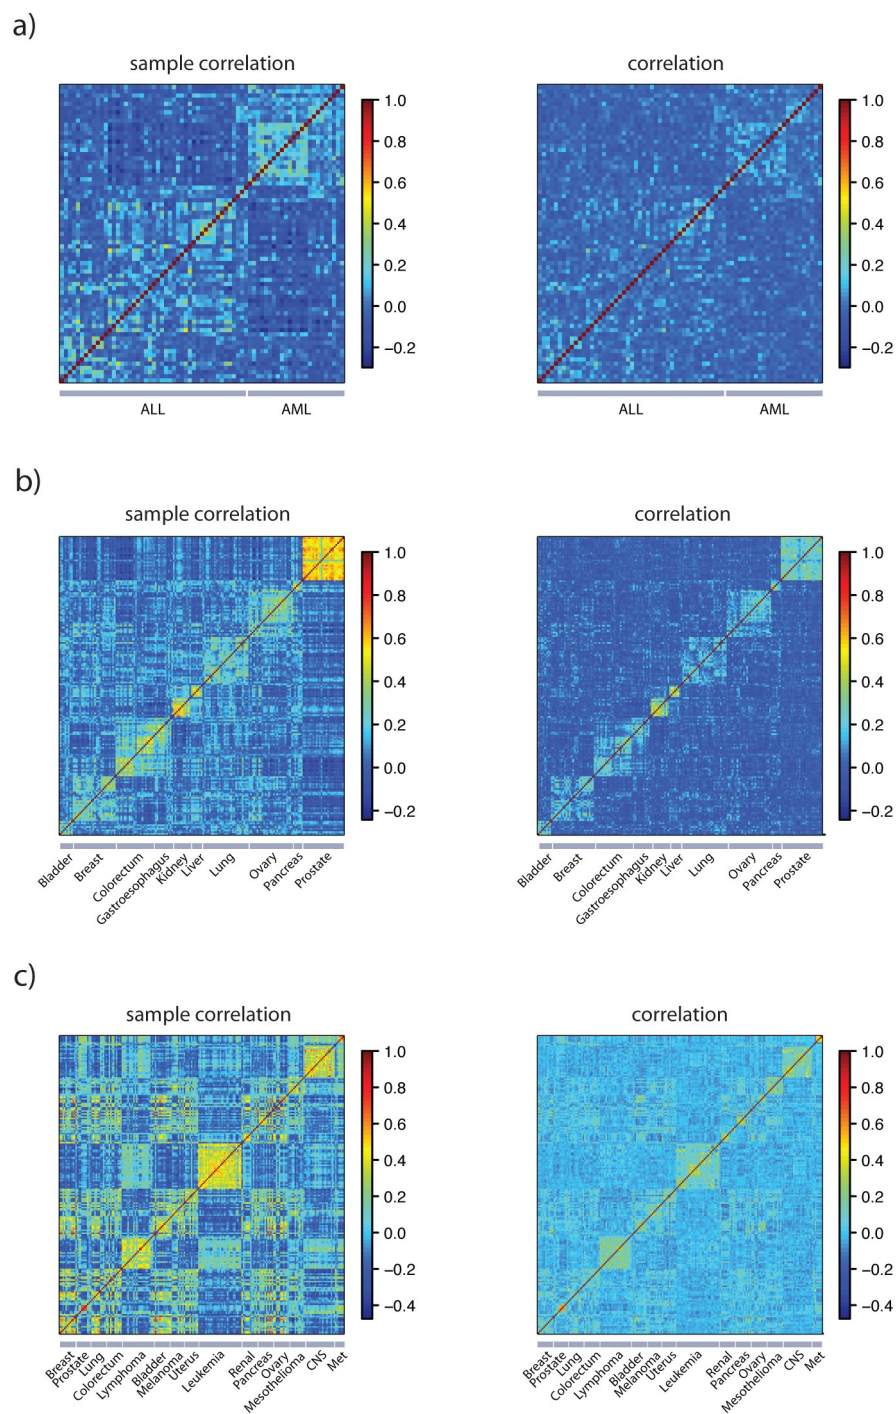 a)
sample correlation
correlation
1.0
0.8
0.6
0.4
0.2
0.0
−0.2
1.0
0.8
0.6
0.4
0.2
0.0
−0.2
ALL
AML
ALL
AML
b)
sample correlation
correlation
1.0
0.8
0.6
0.4
0.2
0.0
−0.2
1.0
0.8
0.6
0.4
0.2
0.0
−0.2
Bladder
Breast
Colorectum
Gastroesophagus
Kidney
Liver
Lung
Ovary
Pancreas
Prostate
Bladder
Breast
Colorectum
Gastroesophagus
Kidney
Liver
Lung
Ovary
Pancreas
Prostate
c)
sample correlation
correlation
1.0
0.8
0.6
0.4
0.2
0.0
−0.2
−0.4
1.0
0.8
0.6
0.4
0.2
0.0
−0.2
−0.4
Breast
Prostate
Lung
Colorectum
Lymphoma
Bladder
Melanoma
Uterus
Leukemia
Renal
Pancreas
Ovary
Mesothelioma
CNS
Met
Breast
Prostate
Lung
Colorectum
Lymphoma
Bladder
Melanoma
Uterus
Leukemia
Renal
Pancreas
Ovary
Mesothelioma
CNS
Met